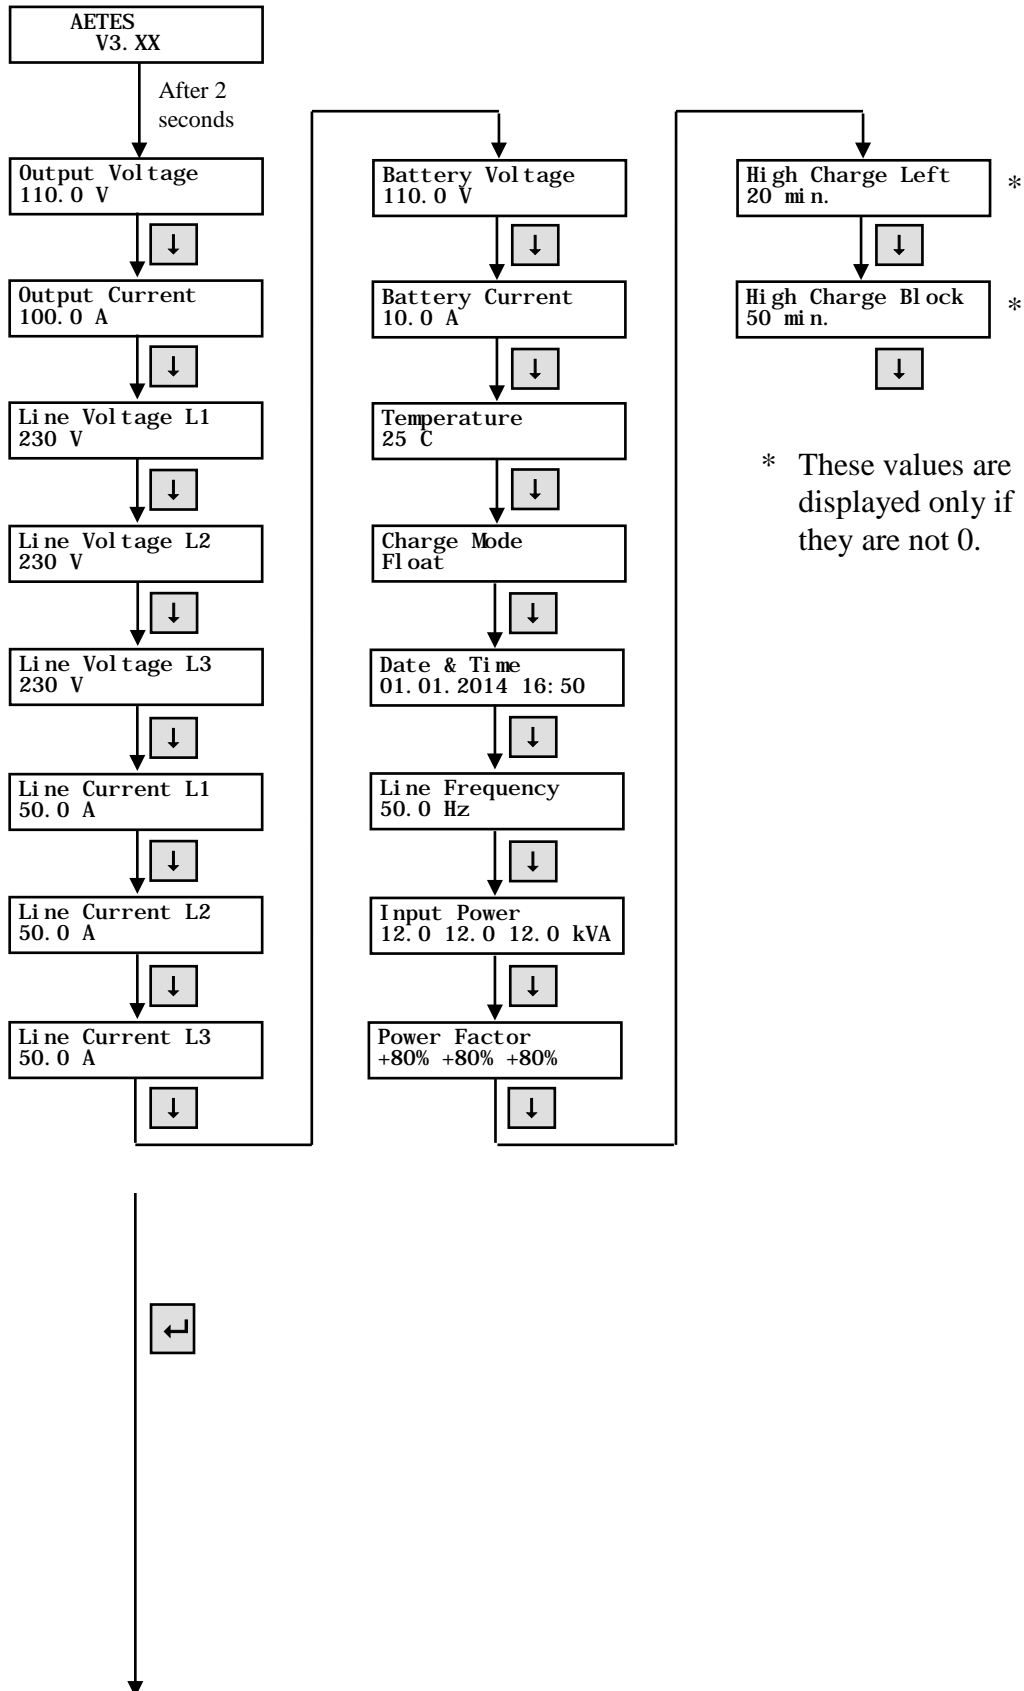 AETES
V3.XX
After 2
seconds
Output Voltage
110.0 V
↓
Output Current
100.0 A
↓
Line Voltage L1
230 V
↓
Line Voltage L2
230 V
↓
Line Voltage L3
230 V
↓
Line Current L1
50.0 A
↓
Line Current L2
50.0 A
↓
Line Current L3
50.0 A
↓
Battery Voltage
110.0 V
↓
Battery Current
10.0 A
↓
Temperature
25 C
↓
Charge Mode
Float
↓
Date & Time
01.01.2014 16:50
↓
Line Frequency
50.0 Hz
↓
Input Power
12.0 12.0 12.0 kVA
↓
Power Factor
+80% +80% +80%
↓
High Charge Left *
20 min.
↓
High Charge Block *
50 min.
↓
* These values are
displayed only if
they are not 0.
↵